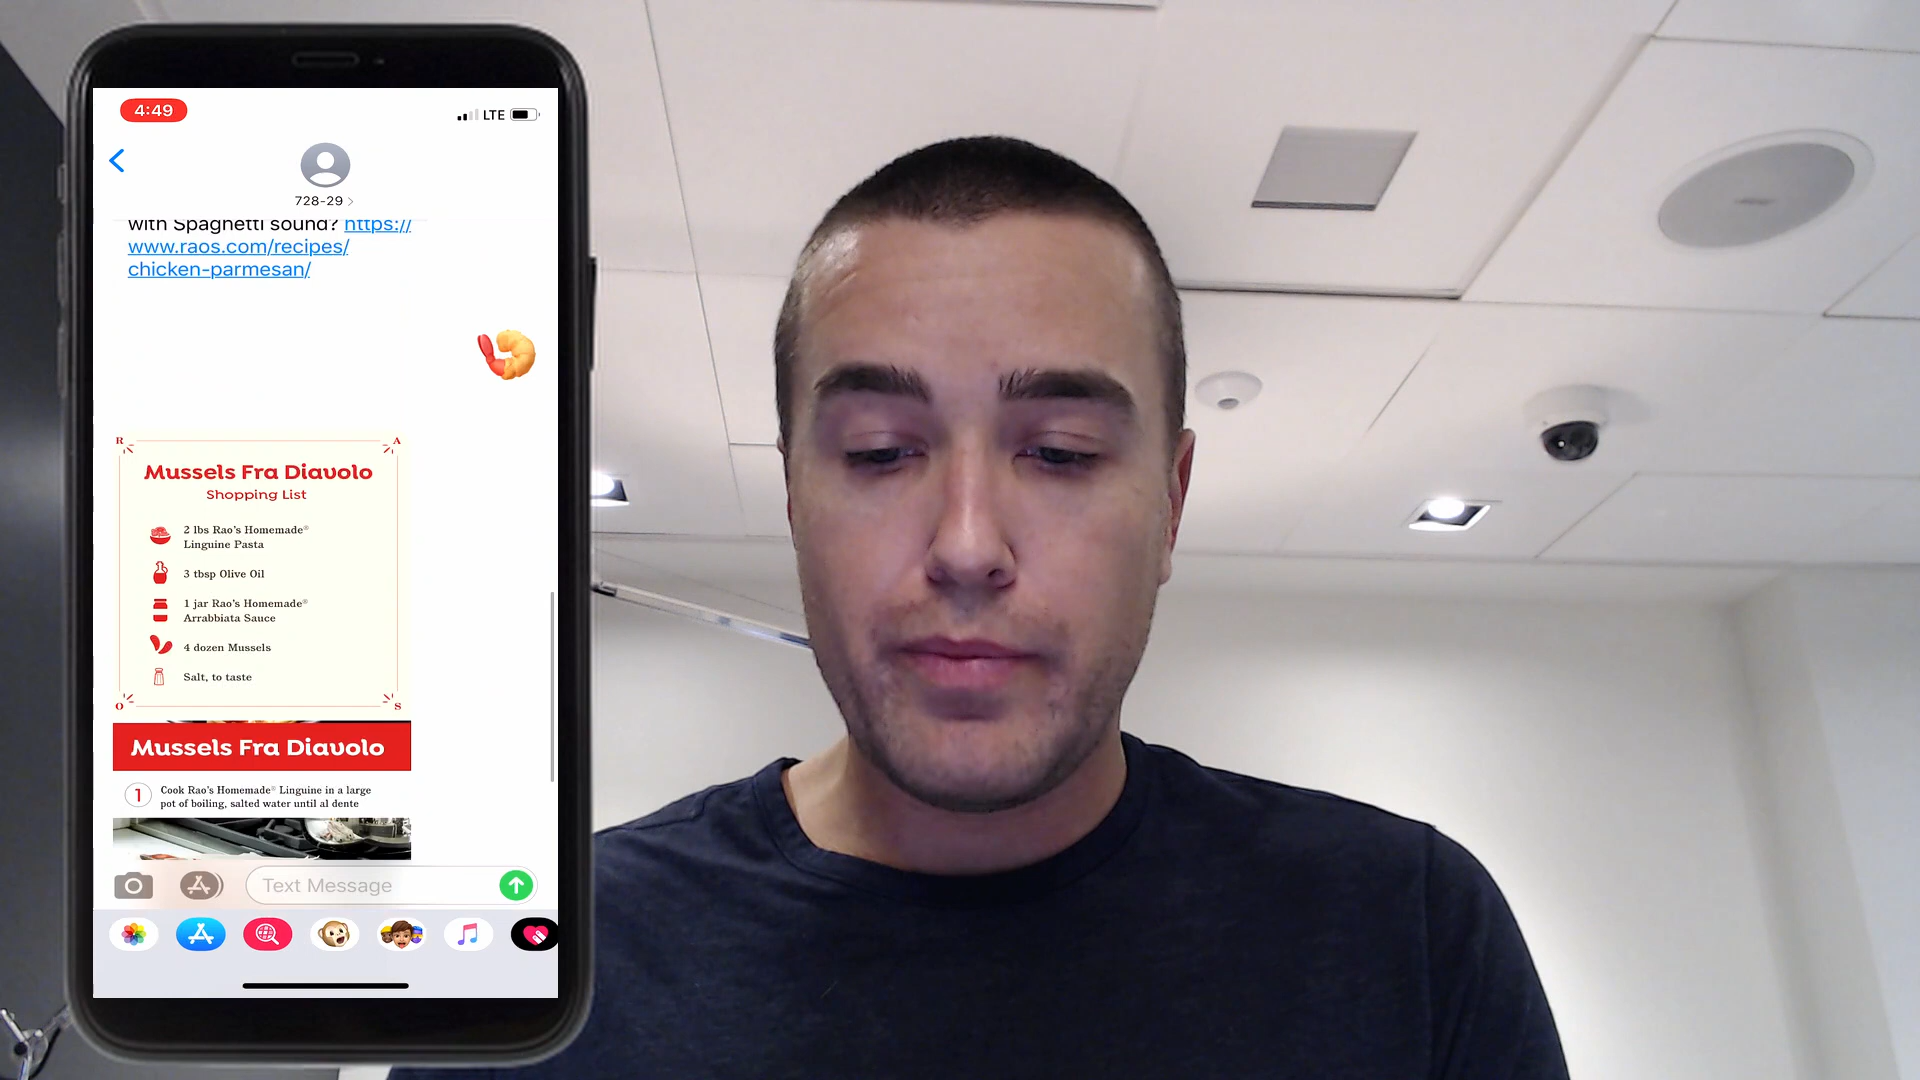 4:49
LTE
728-29
with Spaghetti sound? https://
www.raos.com/recipes/
chicken-parmesan/
R A
Mussels Fra Diavolo
Shopping List
2 lbs Rao's Homemade®
Linguine Pasta
3 tbsp Olive Oil
1 jar Rao's Homemade®
Arrabbiata Sauce
4 dozen Mussels
Salt, to taste
O S
Mussels Fra Diavolo
1 Cook Rao's Homemade® Linguine in a large
pot of boiling, salted water until al dente
Text Message